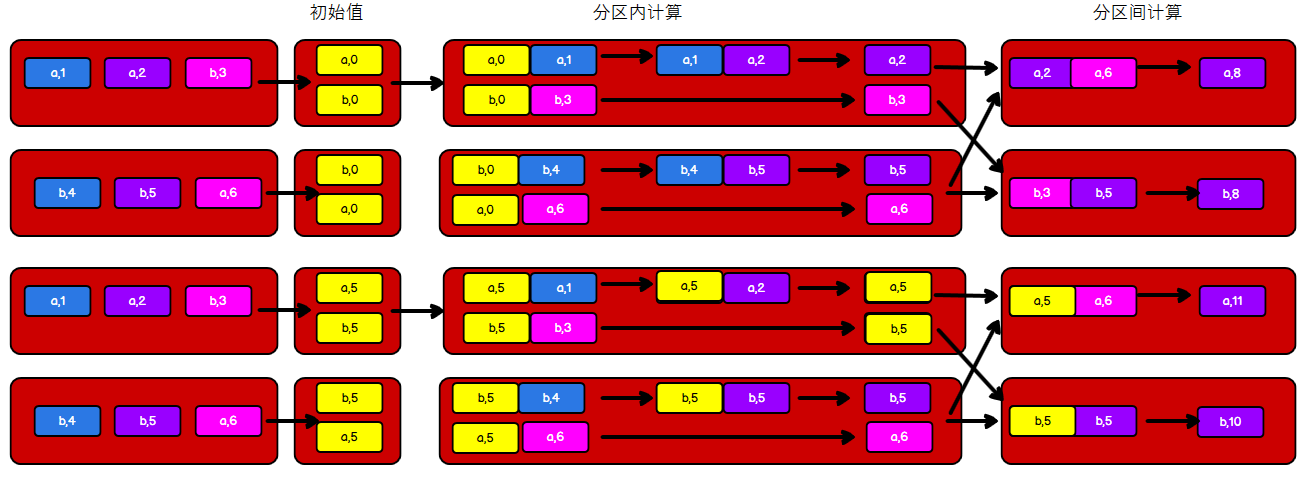 初始值 分区内计算 分区间计算
a,1 a,2 b,3 a,0 a,0 a,1 a,1 a,2 a,2 a,2 a,6 a,8
b,0 b,0 b,3 b,3
b,4 b,5 a,6 b,0 b,0 b,4 b,4 b,5 b,5 b,3 b,5 b,8
a,0 a,0 a,6 a,6
a,1 a,2 b,3 a,5 a,5 a,1 a,5 a,2 a,5 a,5 a,6 a,11
b,5 b,5 b,3 b,5
b,4 b,5 a,6 b,5 b,5 b,4 b,5 b,5 b,5 b,5 b,5 b,10
a,5 a,5 a,6 a,6